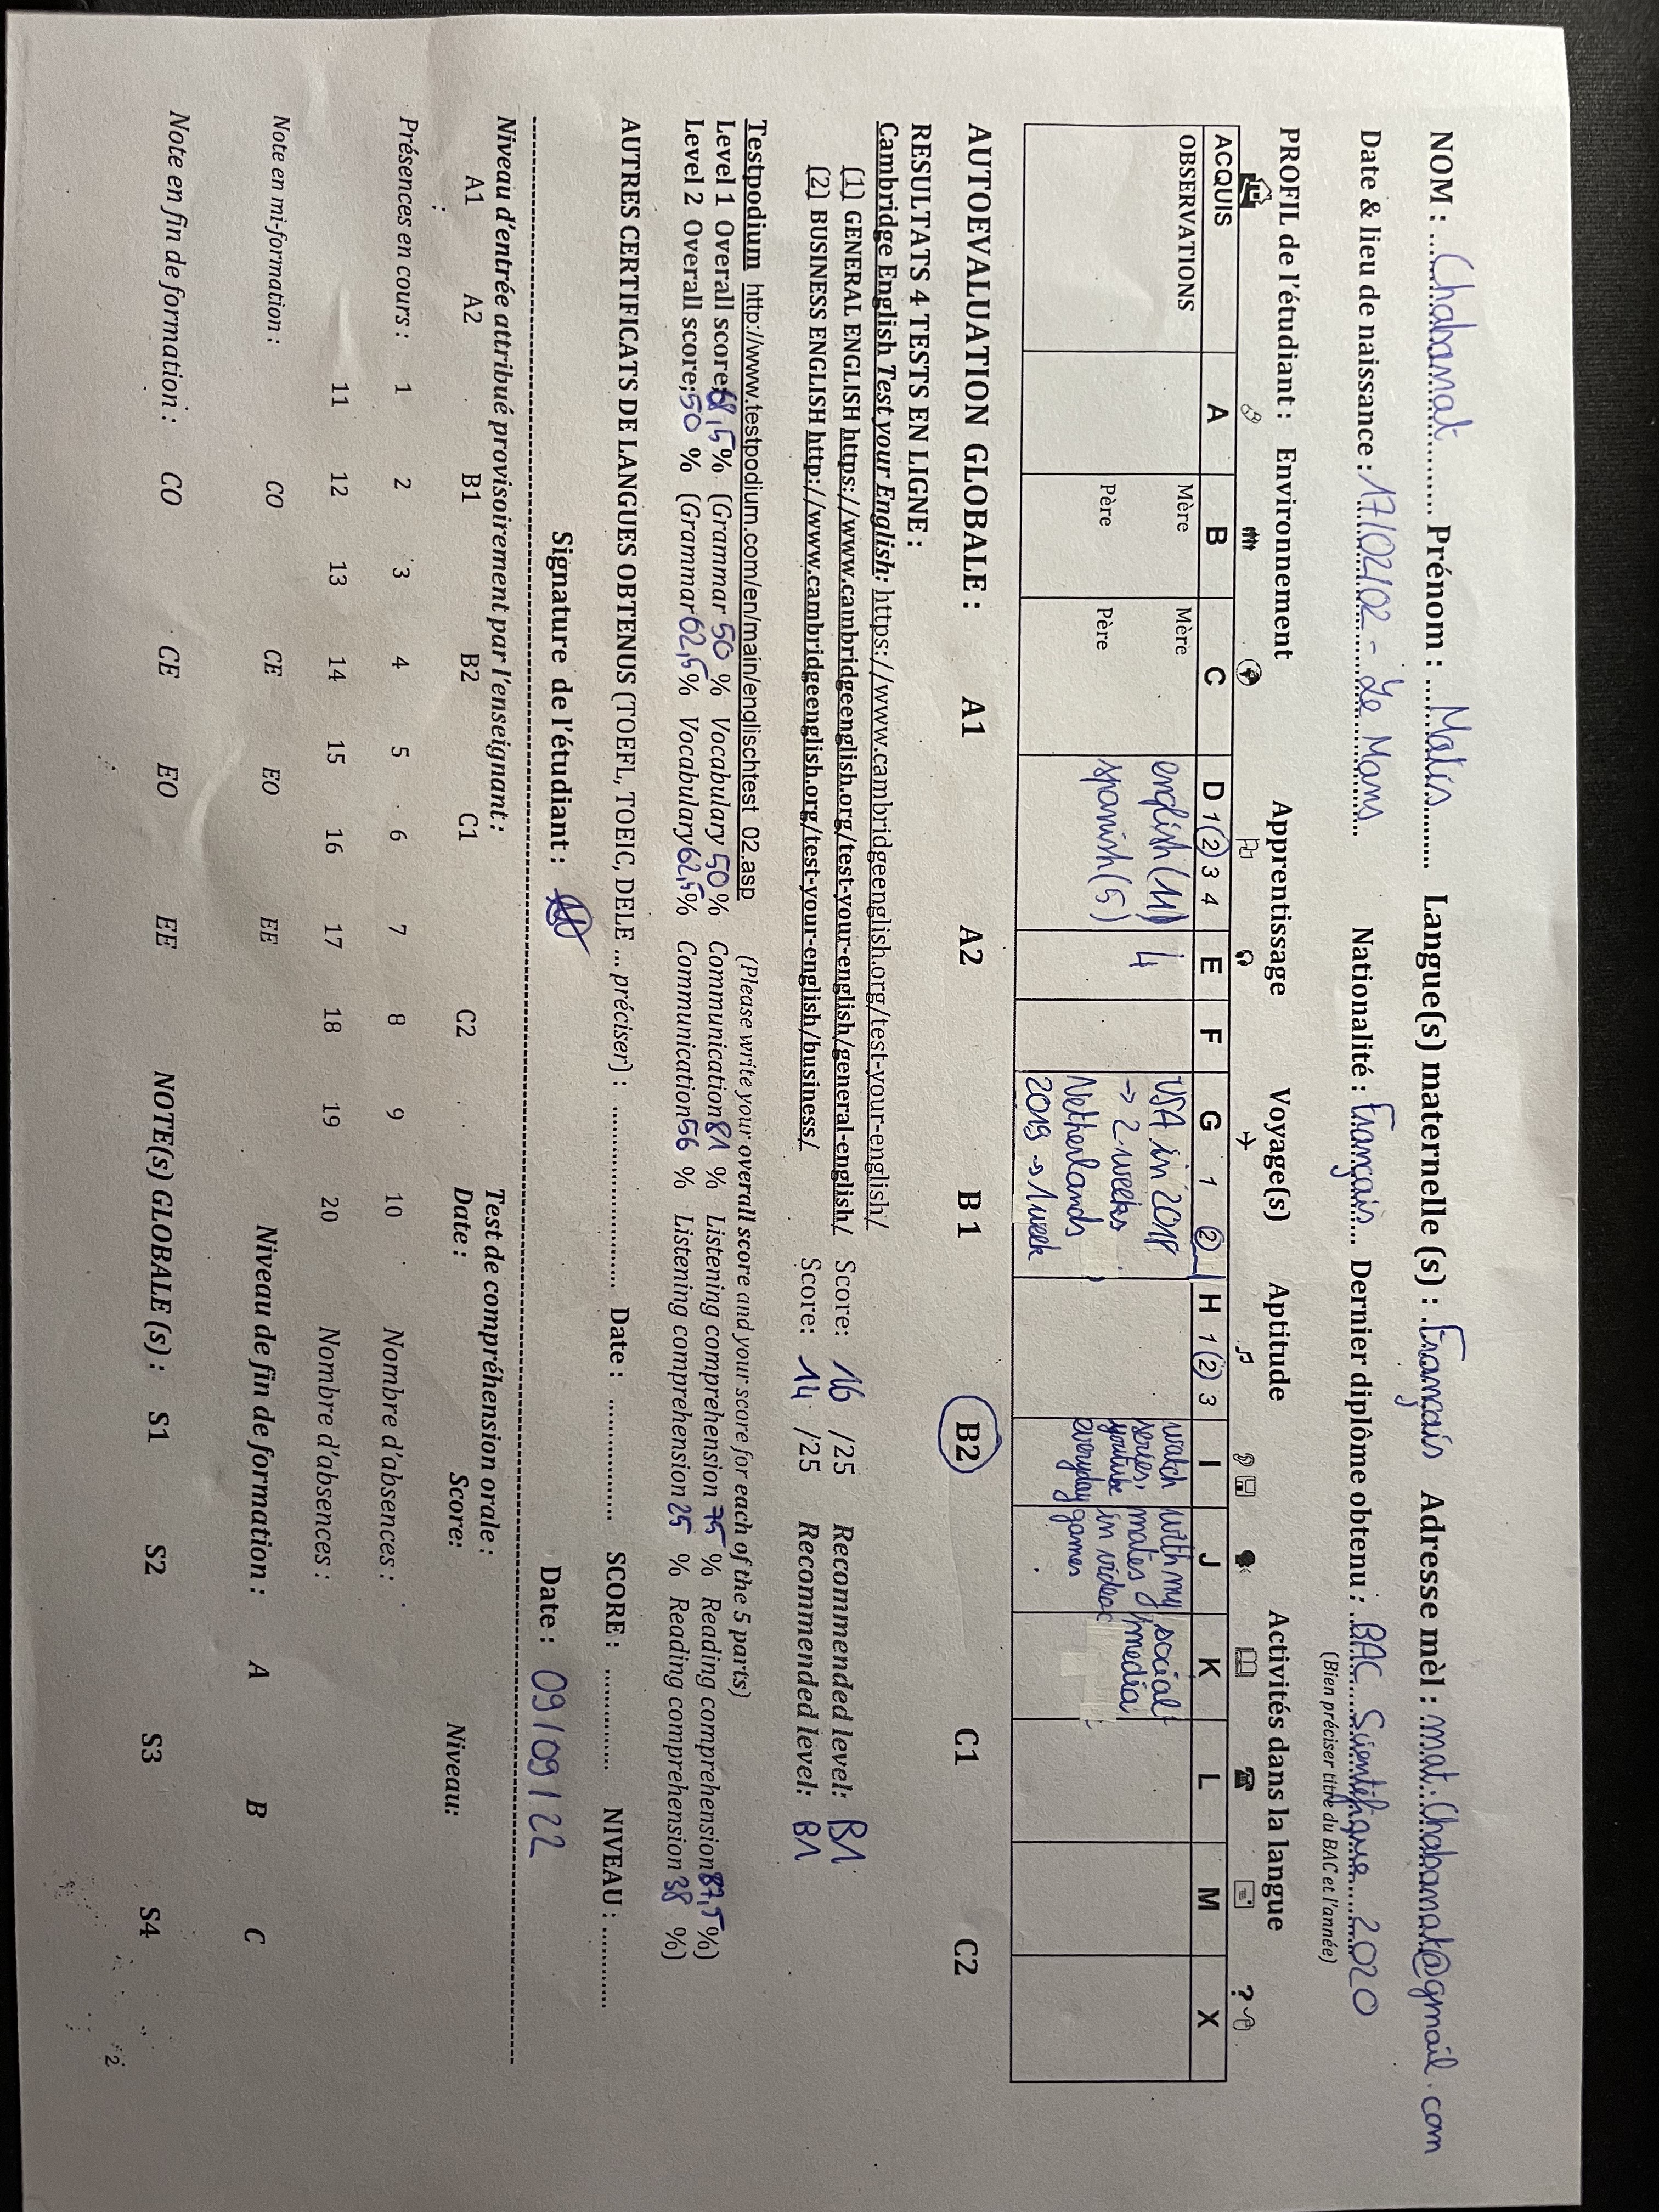 NOM : Chabanat Prénom : Matis Langue(s) maternelle (s) : Français Adresse mèl : mat.Chabanat@gmail.com
Date & lieu de naissance : 17/02/02 - Le Mans Nationalité : Français Dernier diplôme obtenu : BAC Scientifique 2020
(Bien préciser titre du BAC et l'année)
PROFIL de l'étudiant : Environnement Apprentissage Voyage(s) Aptitude Activités dans la langue
ACQUIS A B C D 1 2 3 4 E F G 1 2 H 1 2 3 I J K L M X
OBSERVATIONS Mère Mère english (11) 4 USA in 2018 watch with my social
→ 2 weeks series, mates media
Père Père spanish (5) youtube in video
Netherlands everyday games
2019 → 1 week
AUTOEVALUATION GLOBALE : A1 A2 B 1 B2 C1 C2
RESULTATS 4 TESTS EN LIGNE :
Cambridge English Test your English: https://www.cambridgeenglish.org/test-your-english/
(1) GENERAL ENGLISH https://www.cambridgeenglish.org/test-your-english/general-english/ Score: 16 /25 Recommended level: B1
(2) BUSINESS ENGLISH http://www.cambridgeenglish.org/test-your-english/business/ Score: 14 /25 Recommended level: B1
Testpodium http://www.testpodium.com/en/main/englischtest_02.asp (Please write your overall score and your score for each of the 5 parts)
Level 1 Overall score; 68,5% (Grammar 50 % Vocabulary 50% Communication 81 % Listening comprehension 75 % Reading comprehension 87,5%)
Level 2 Overall score; 50 % (Grammar 62,5% Vocabulary 62,5% Communication 56 % Listening comprehension 25 % Reading comprehension 38 %)
AUTRES CERTIFICATS DE LANGUES OBTENUS (TOEFL, TOEIC, DELE ... préciser) : Date : SCORE : NIVEAU :
Signature de l'étudiant : Date : 09/09/22
Niveau d'entrée attribué provisoirement par l'enseignant : Test de compréhension orale :
A1 A2 B1 B2 C1 C2 Date : Score: Niveau:
:
Présences en cours : 1 2 3 4 5 6 7 8 9 10 Nombre d'absences :
11 12 13 14 15 16 17 18 19 20 Nombre d'absences :
Note en mi-formation : CO CE EO EE Niveau de fin de formation : A B C
Note en fin de formation : CO CE EO EE NOTE(s) GLOBALE (s) : S1 S2 S3 S4
2